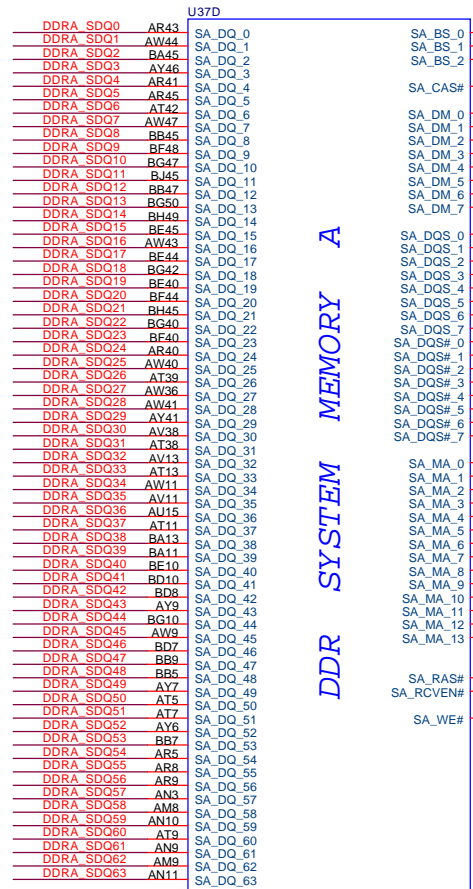 U37D
DDRA_SDQ0 AR43 SA_DQ_0
DDRA_SDQ1 AW44 SA_DQ_1
DDRA_SDQ2 BA45 SA_DQ_2
DDRA_SDQ3 AY46 SA_DQ_3
DDRA_SDQ4 AR41 SA_DQ_4
DDRA_SDQ5 AR45 SA_DQ_5
DDRA_SDQ6 AT42 SA_DQ_6
DDRA_SDQ7 AW47 SA_DQ_7
DDRA_SDQ8 BB45 SA_DQ_8
DDRA_SDQ9 BF48 SA_DQ_9
DDRA_SDQ10 BG47 SA_DQ_10
DDRA_SDQ11 BJ45 SA_DQ_11
DDRA_SDQ12 BB47 SA_DQ_12
DDRA_SDQ13 BG50 SA_DQ_13
DDRA_SDQ14 BH49 SA_DQ_14
DDRA_SDQ15 BE45 SA_DQ_15
DDRA_SDQ16 AW43 SA_DQ_16
DDRA_SDQ17 BE44 SA_DQ_17
DDRA_SDQ18 BG42 SA_DQ_18
DDRA_SDQ19 BE40 SA_DQ_19
DDRA_SDQ20 BF44 SA_DQ_20
DDRA_SDQ21 BH45 SA_DQ_21
DDRA_SDQ22 BG40 SA_DQ_22
DDRA_SDQ23 BF40 SA_DQ_23
DDRA_SDQ24 AR40 SA_DQ_24
DDRA_SDQ25 AW40 SA_DQ_25
DDRA_SDQ26 AT39 SA_DQ_26
DDRA_SDQ27 AW36 SA_DQ_27
DDRA_SDQ28 AW41 SA_DQ_28
DDRA_SDQ29 AY41 SA_DQ_29
DDRA_SDQ30 AV38 SA_DQ_30
DDRA_SDQ31 AT38 SA_DQ_31
DDRA_SDQ32 AV13 SA_DQ_32
DDRA_SDQ33 AT13 SA_DQ_33
DDRA_SDQ34 AW11 SA_DQ_34
DDRA_SDQ35 AV11 SA_DQ_35
DDRA_SDQ36 AU15 SA_DQ_36
DDRA_SDQ37 AT11 SA_DQ_37
DDRA_SDQ38 BA13 SA_DQ_38
DDRA_SDQ39 BA11 SA_DQ_39
DDRA_SDQ40 BE10 SA_DQ_40
DDRA_SDQ41 BD10 SA_DQ_41
DDRA_SDQ42 BD8 SA_DQ_42
DDRA_SDQ43 AY9 SA_DQ_43
DDRA_SDQ44 BG10 SA_DQ_44
DDRA_SDQ45 AW9 SA_DQ_45
DDRA_SDQ46 BD7 SA_DQ_46
DDRA_SDQ47 BB9 SA_DQ_47
DDRA_SDQ48 BB5 SA_DQ_48
DDRA_SDQ49 AY7 SA_DQ_49
DDRA_SDQ50 AT5 SA_DQ_50
DDRA_SDQ51 AT7 SA_DQ_51
DDRA_SDQ52 AY6 SA_DQ_52
DDRA_SDQ53 BB7 SA_DQ_53
DDRA_SDQ54 AR5 SA_DQ_54
DDRA_SDQ55 AR8 SA_DQ_55
DDRA_SDQ56 AR9 SA_DQ_56
DDRA_SDQ57 AN3 SA_DQ_57
DDRA_SDQ58 AM8 SA_DQ_58
DDRA_SDQ59 AN10 SA_DQ_59
DDRA_SDQ60 AT9 SA_DQ_60
DDRA_SDQ61 AN9 SA_DQ_61
DDRA_SDQ62 AM9 SA_DQ_62
DDRA_SDQ63 AN11 SA_DQ_63
DDR SYSTEM MEMORY A
SA_BS_0
SA_BS_1
SA_BS_2
SA_CAS#
SA_DM_0
SA_DM_1
SA_DM_2
SA_DM_3
SA_DM_4
SA_DM_5
SA_DM_6
SA_DM_7
SA_DQS_0
SA_DQS_1
SA_DQS_2
SA_DQS_3
SA_DQS_4
SA_DQS_5
SA_DQS_6
SA_DQS_7
SA_DQS#_0
SA_DQS#_1
SA_DQS#_2
SA_DQS#_3
SA_DQS#_4
SA_DQS#_5
SA_DQS#_6
SA_DQS#_7
SA_MA_0
SA_MA_1
SA_MA_2
SA_MA_3
SA_MA_4
SA_MA_5
SA_MA_6
SA_MA_7
SA_MA_8
SA_MA_9
SA_MA_10
SA_MA_11
SA_MA_12
SA_MA_13
SA_RAS#
SA_RCVEN#
SA_WE#